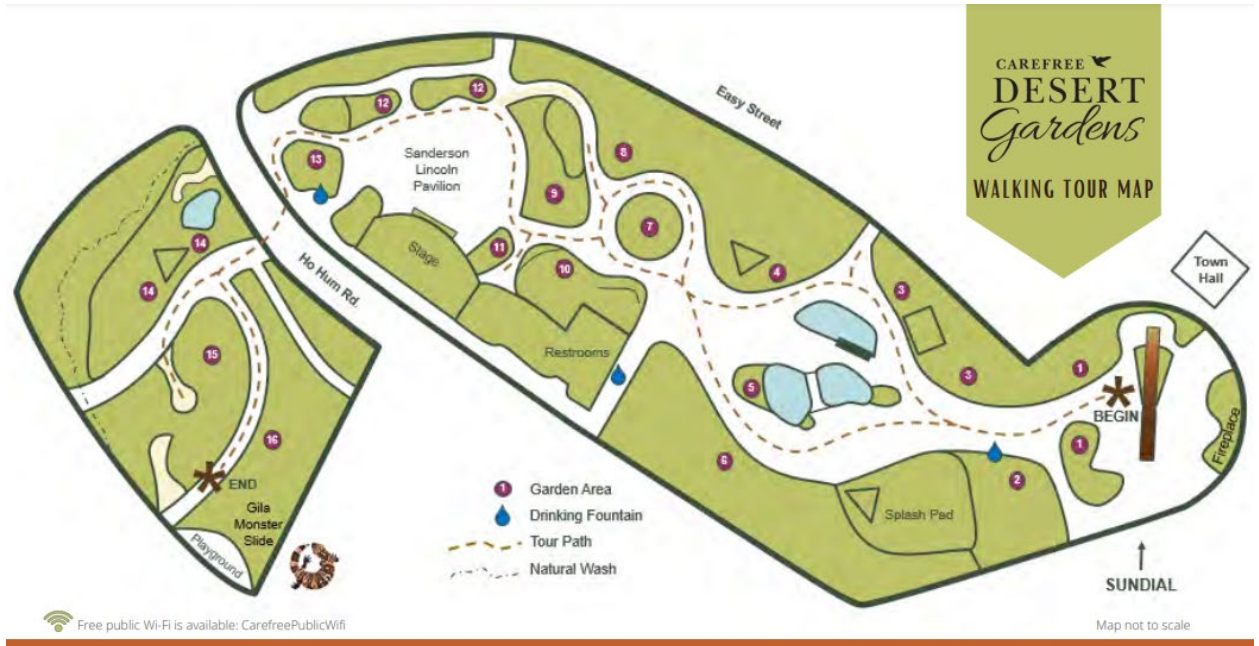 CAREFREE
DESERT
Gardens
WALKING TOUR MAP
Easy Street
Town
Hall
12
12
13
Sanderson
Lincoln
Pavilion
8
9
7
11
10
Stage
14
14
Ho Hum Rd.
4
3
3
1
BEGIN
1
Fireplace
15
Restrooms
5
6
2
Splash Pad
16
END
Gila
Monster
Slide
Playground
1 Garden Area
Drinking Fountain
Tour Path
Natural Wash
SUNDIAL
Free public Wi-Fi is available: CarefreePublicWifi
Map not to scale